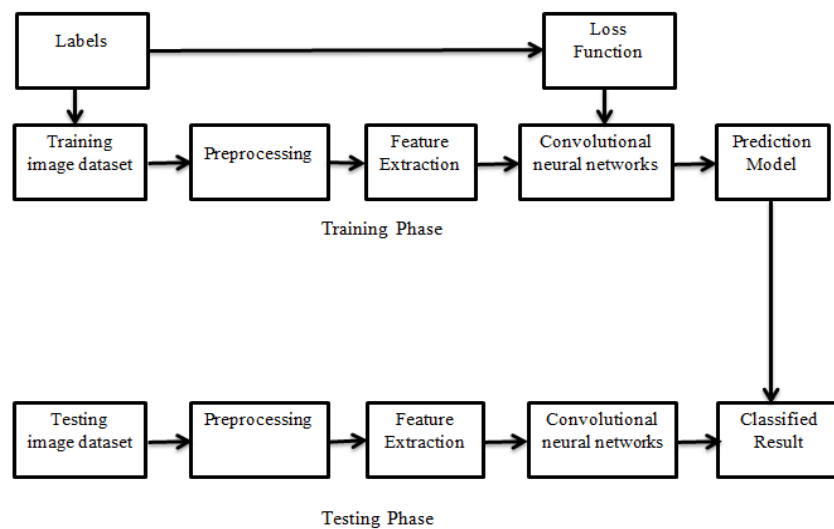 Labels
Loss
Function
Training
image dataset
Preprocessing
Feature
Extraction
Convolutional
neural networks
Prediction
Model
Training Phase
Testing
image dataset
Preprocessing
Feature
Extraction
Convolutional
neural networks
Classified
Result
Testing Phase